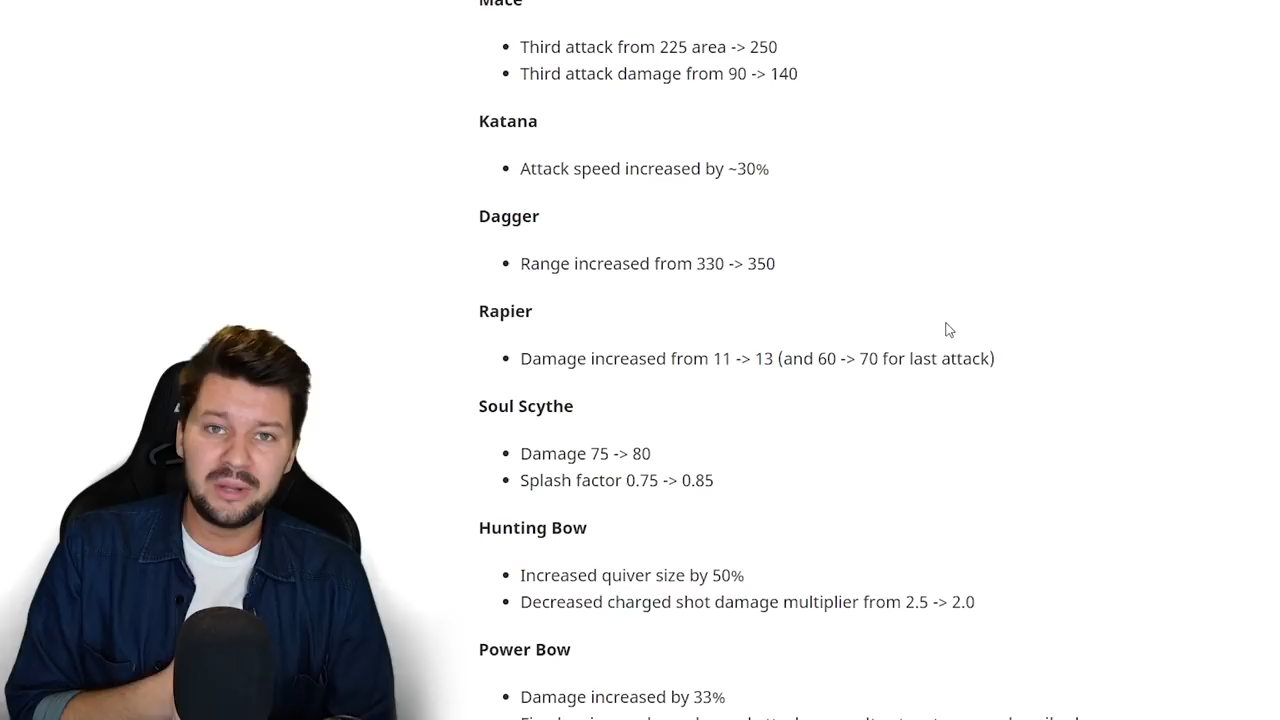 Mace
Third attack from 225 area -> 250
Third attack damage from 90 -> 140
Katana
Attack speed increased by ~30%
Dagger
Range increased from 330 -> 350
Rapier
Damage increased from 11 -> 13 (and 60 -> 70 for last attack)
Soul Scythe
Damage 75 -> 80
Splash factor 0.75 -> 0.85
Hunting Bow
Increased quiver size by 50%
Decreased charged shot damage multiplier from 2.5 -> 2.0
Power Bow
Damage increased by 33%